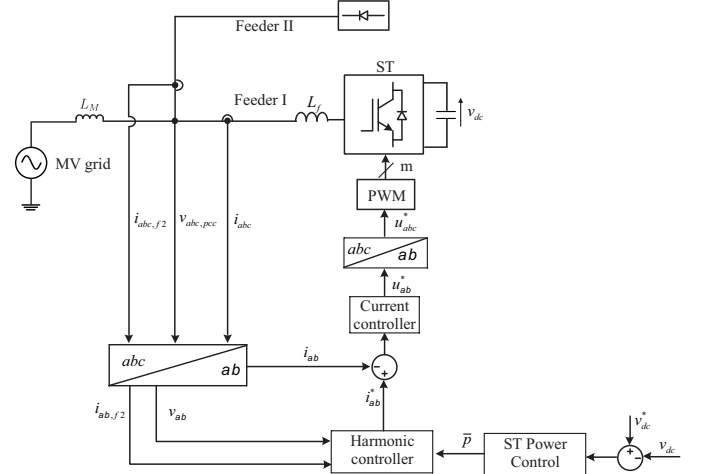 Feeder II
ST
L_M
Feeder I
L_f
v_dc
MV grid
m
PWM
i_abc,f2
v_abc,pcc
i_abc
u*_abc
abc
ab
u*_ab
Current
controller
abc
ab
i_ab
−
+
i_ab,f2
v_ab
i*_ab
v*_dc
Harmonic
controller
p̅
ST Power
Control
+
−
v_dc